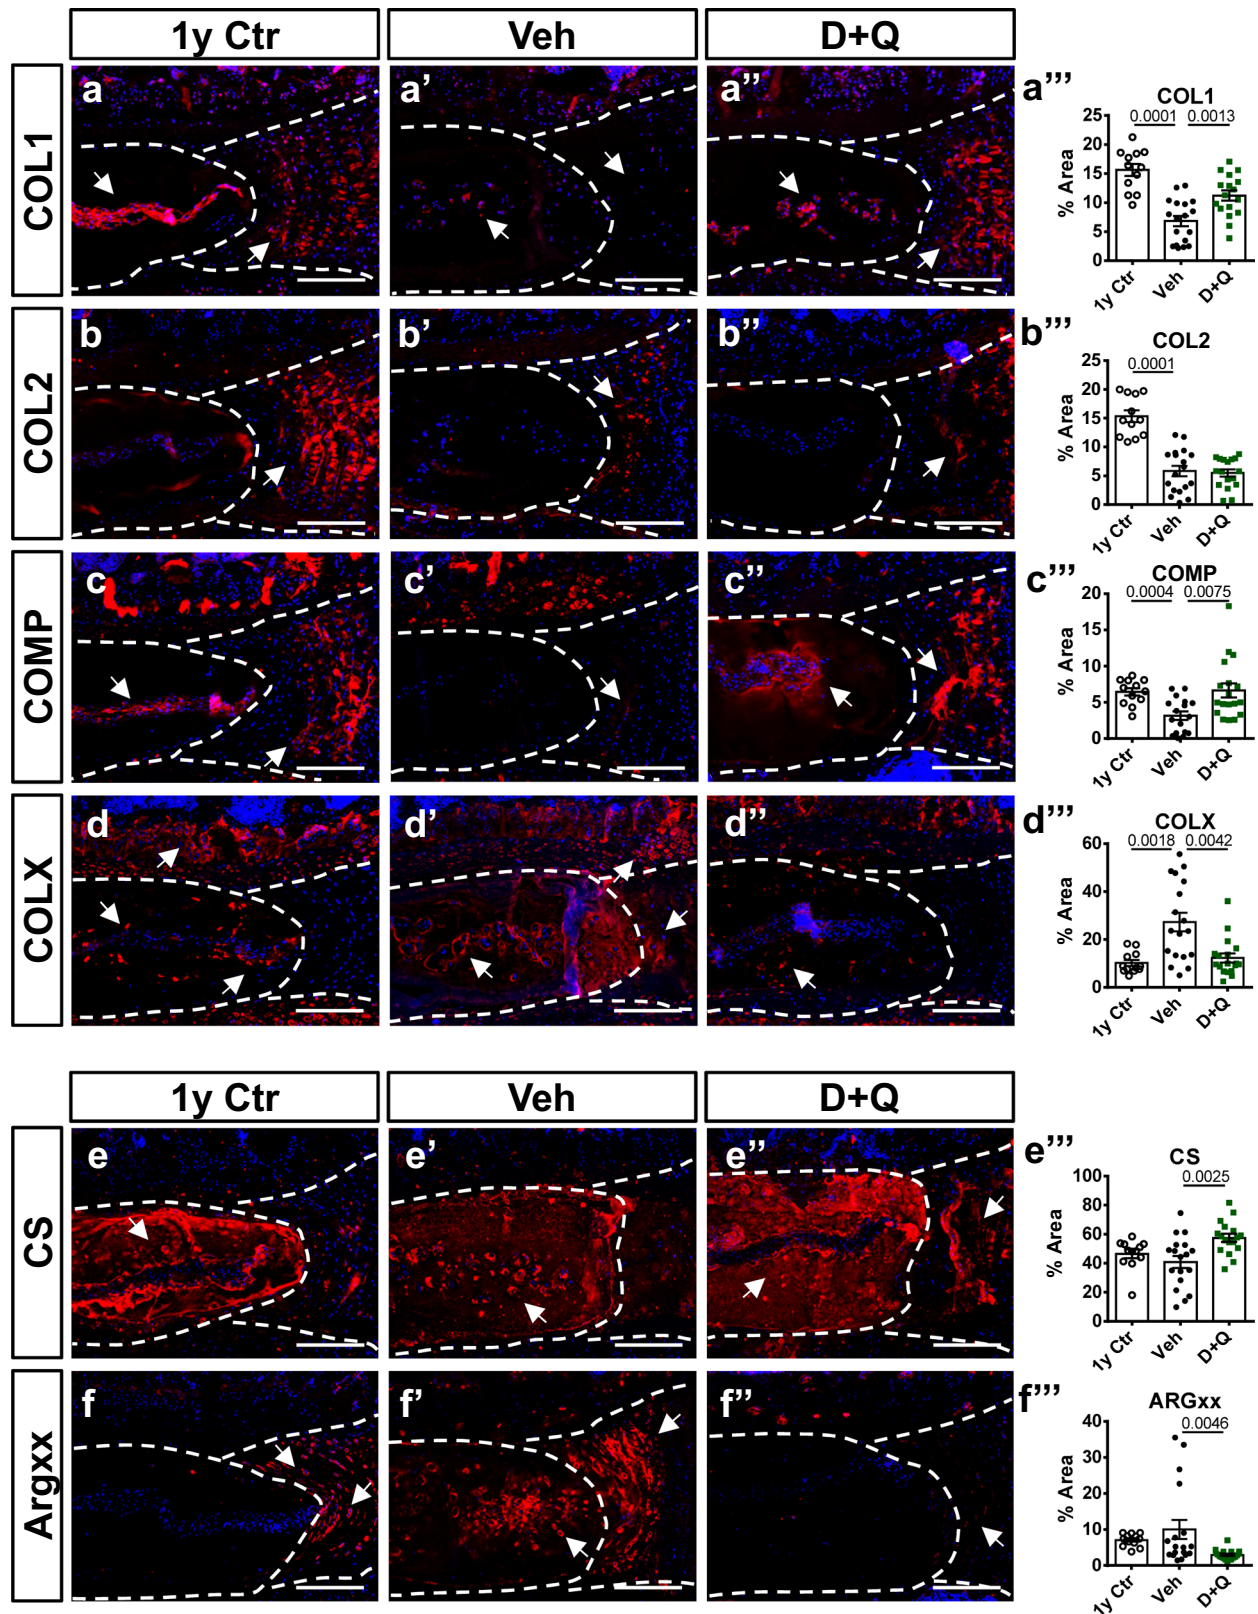 1y Ctr Veh D+Q
COL1
a a’ a’’ a’’’
COL1
0.0001 0.0013
25
20
15
10
5
0
% Area
1y Ctr Veh D+Q
COL2
b b’ b’’ b’’’
COL2
0.0001
25
20
15
10
5
0
% Area
1y Ctr Veh D+Q
COMP
c c’ c’’ c’’’
COMP
0.0004 0.0075
20
15
10
5
0
% Area
1y Ctr Veh D+Q
COLX
d d’ d’’ d’’’
COLX
0.0018 0.0042
60
40
20
0
% Area
1y Ctr Veh D+Q
1y Ctr Veh D+Q
CS
e e’ e’’ e’’’
CS
0.0025
100
80
60
40
20
0
% Area
1y Ctr Veh D+Q
Argxx
f f’ f’’ f’’’
ARGxx
0.0046
40
30
20
10
0
% Area
1y Ctr Veh D+Q